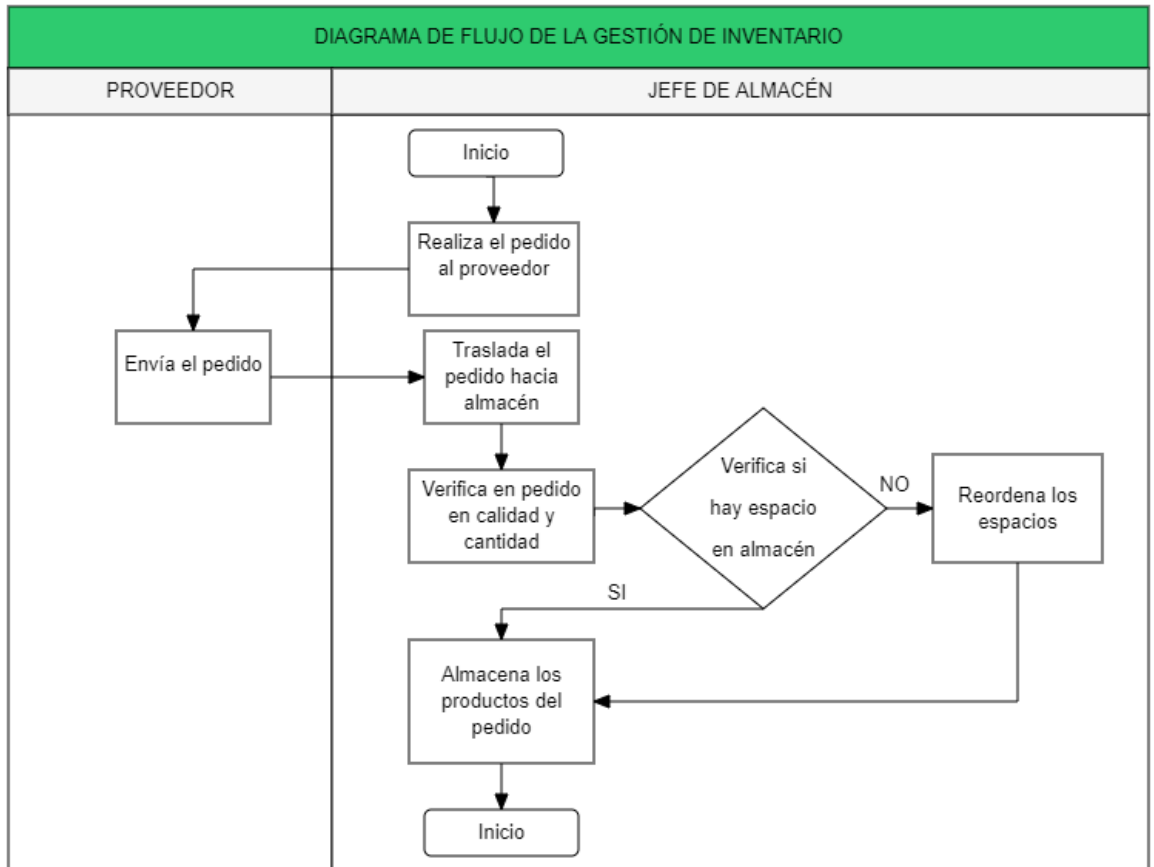 DIAGRAMA DE FLUJO DE LA GESTIÓN DE INVENTARIO
PROVEEDOR
JEFE DE ALMACÉN
Inicio
Realiza el pedido
al proveedor
Envía el pedido
Traslada el
pedido hacia
almacén
Verifica en pedido
en calidad y
cantidad
Verifica si
hay espacio
en almacén
NO
Reordena los
espacios
SI
Almacena los
productos del
pedido
Inicio